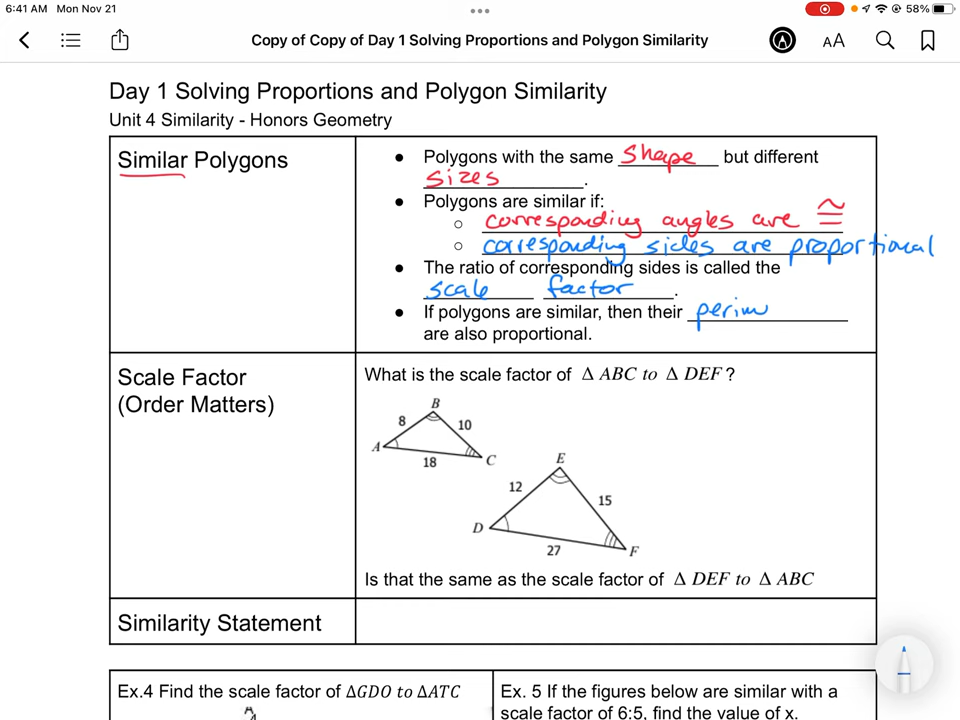 6:41 AM Mon Nov 21
58%
Copy of Copy of Day 1 Solving Proportions and Polygon Similarity
AA
Day 1 Solving Proportions and Polygon Similarity
Unit 4 Similarity - Honors Geometry
Similar Polygons
• Polygons with the same shape but different
sizes.
• Polygons are similar if:
○ corresponding angles are ≅
○ corresponding sides are proportional
• The ratio of corresponding sides is called the
scale factor.
• If polygons are similar, then their perim
are also proportional.
Scale Factor
(Order Matters)
What is the scale factor of Δ ABC to Δ DEF?
B
8
10
A
C
18
E
12
15
D
F
27
Is that the same as the scale factor of Δ DEF to Δ ABC
Similarity Statement
Ex.4 Find the scale factor of ΔGDO to ΔATC
Ex. 5 If the figures below are similar with a
scale factor of 6:5, find the value of x.